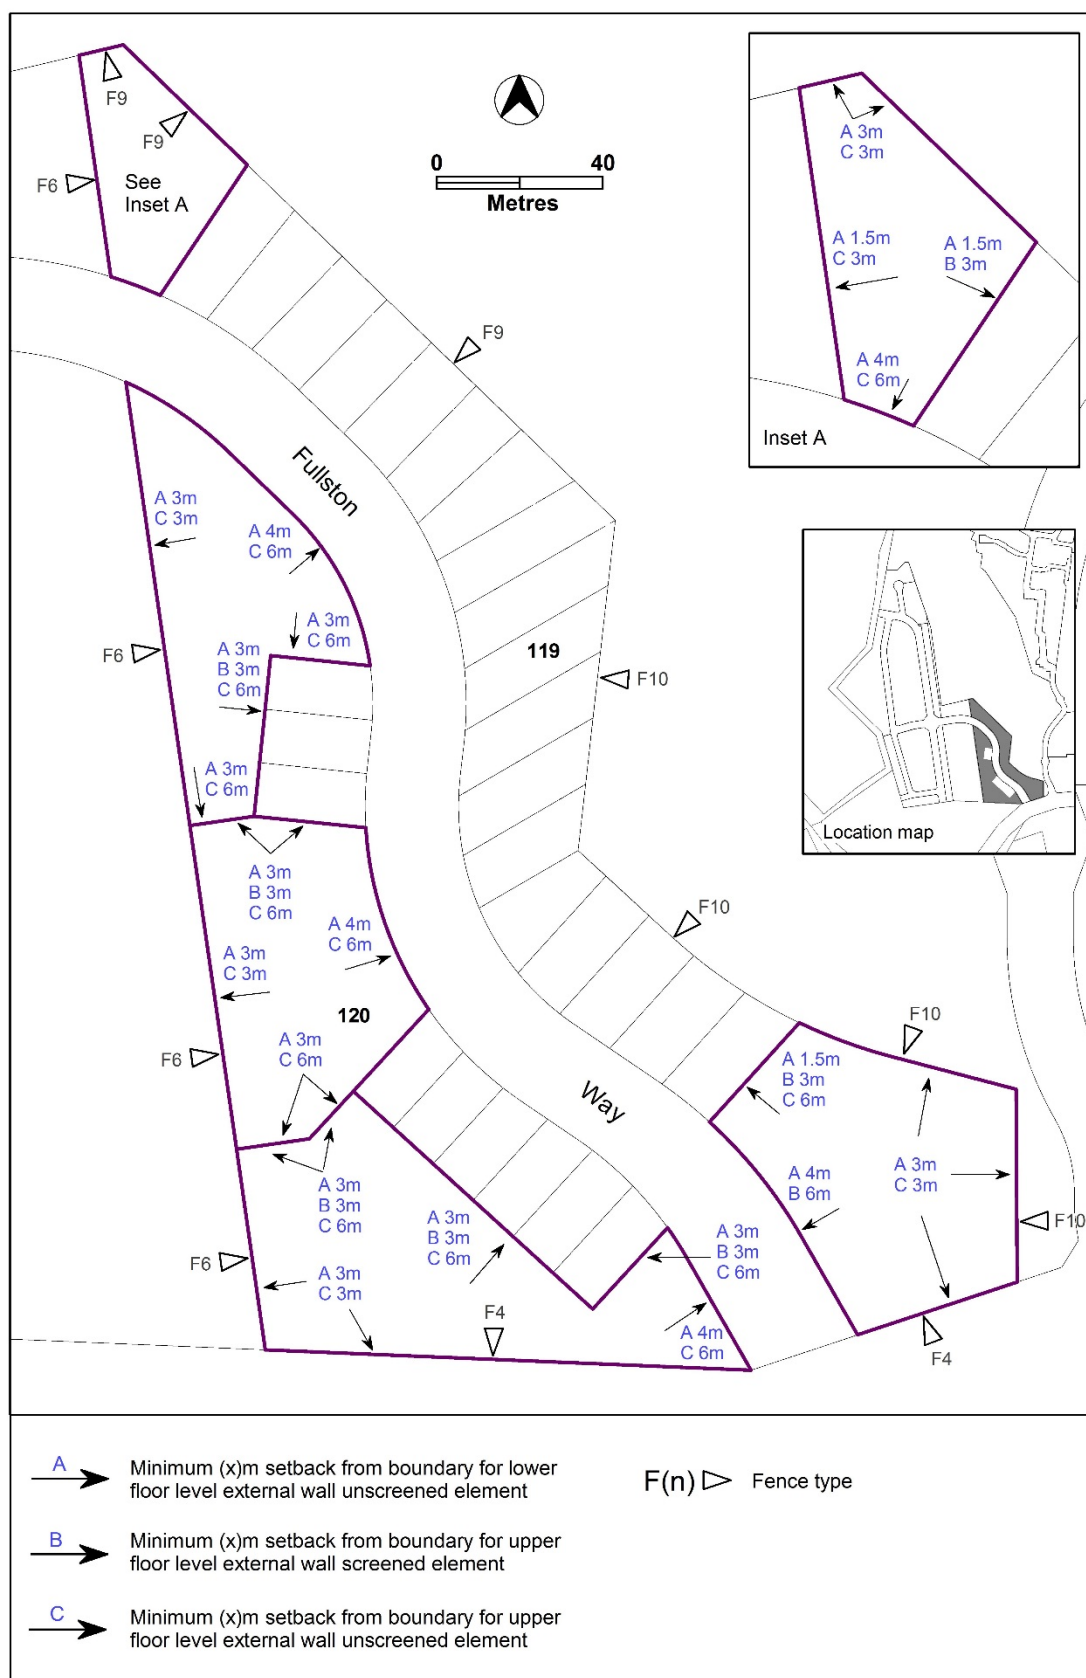 F9
F9
F6
See
Inset A
0 40
Metres
A 3m
C 3m
A 1.5m
C 3m
A 1.5m
B 3m
A 4m
C 6m
Inset A
F9
Fullston
A 3m
C 3m
A 4m
C 6m
A 3m
C 6m
F6
A 3m
B 3m
C 6m
119
F10
A 3m
C 6m
Location map
A 3m
B 3m
C 6m
A 4m
C 6m
A 3m
C 3m
120
F10
F10
F6
A 3m
C 6m
Way
A 1.5m
B 3m
C 6m
A 4m
B 6m
A 3m
C 3m
F10
A 3m
B 3m
C 6m
A 3m
B 3m
C 6m
A 3m
B 3m
C 6m
F6
A 3m
C 3m
F4
A 4m
C 6m
F4
A
Minimum (x)m setback from boundary for lower
floor level external wall unscreened element
B
Minimum (x)m setback from boundary for upper
floor level external wall screened element
C
Minimum (x)m setback from boundary for upper
floor level external wall unscreened element
F(n) Fence type